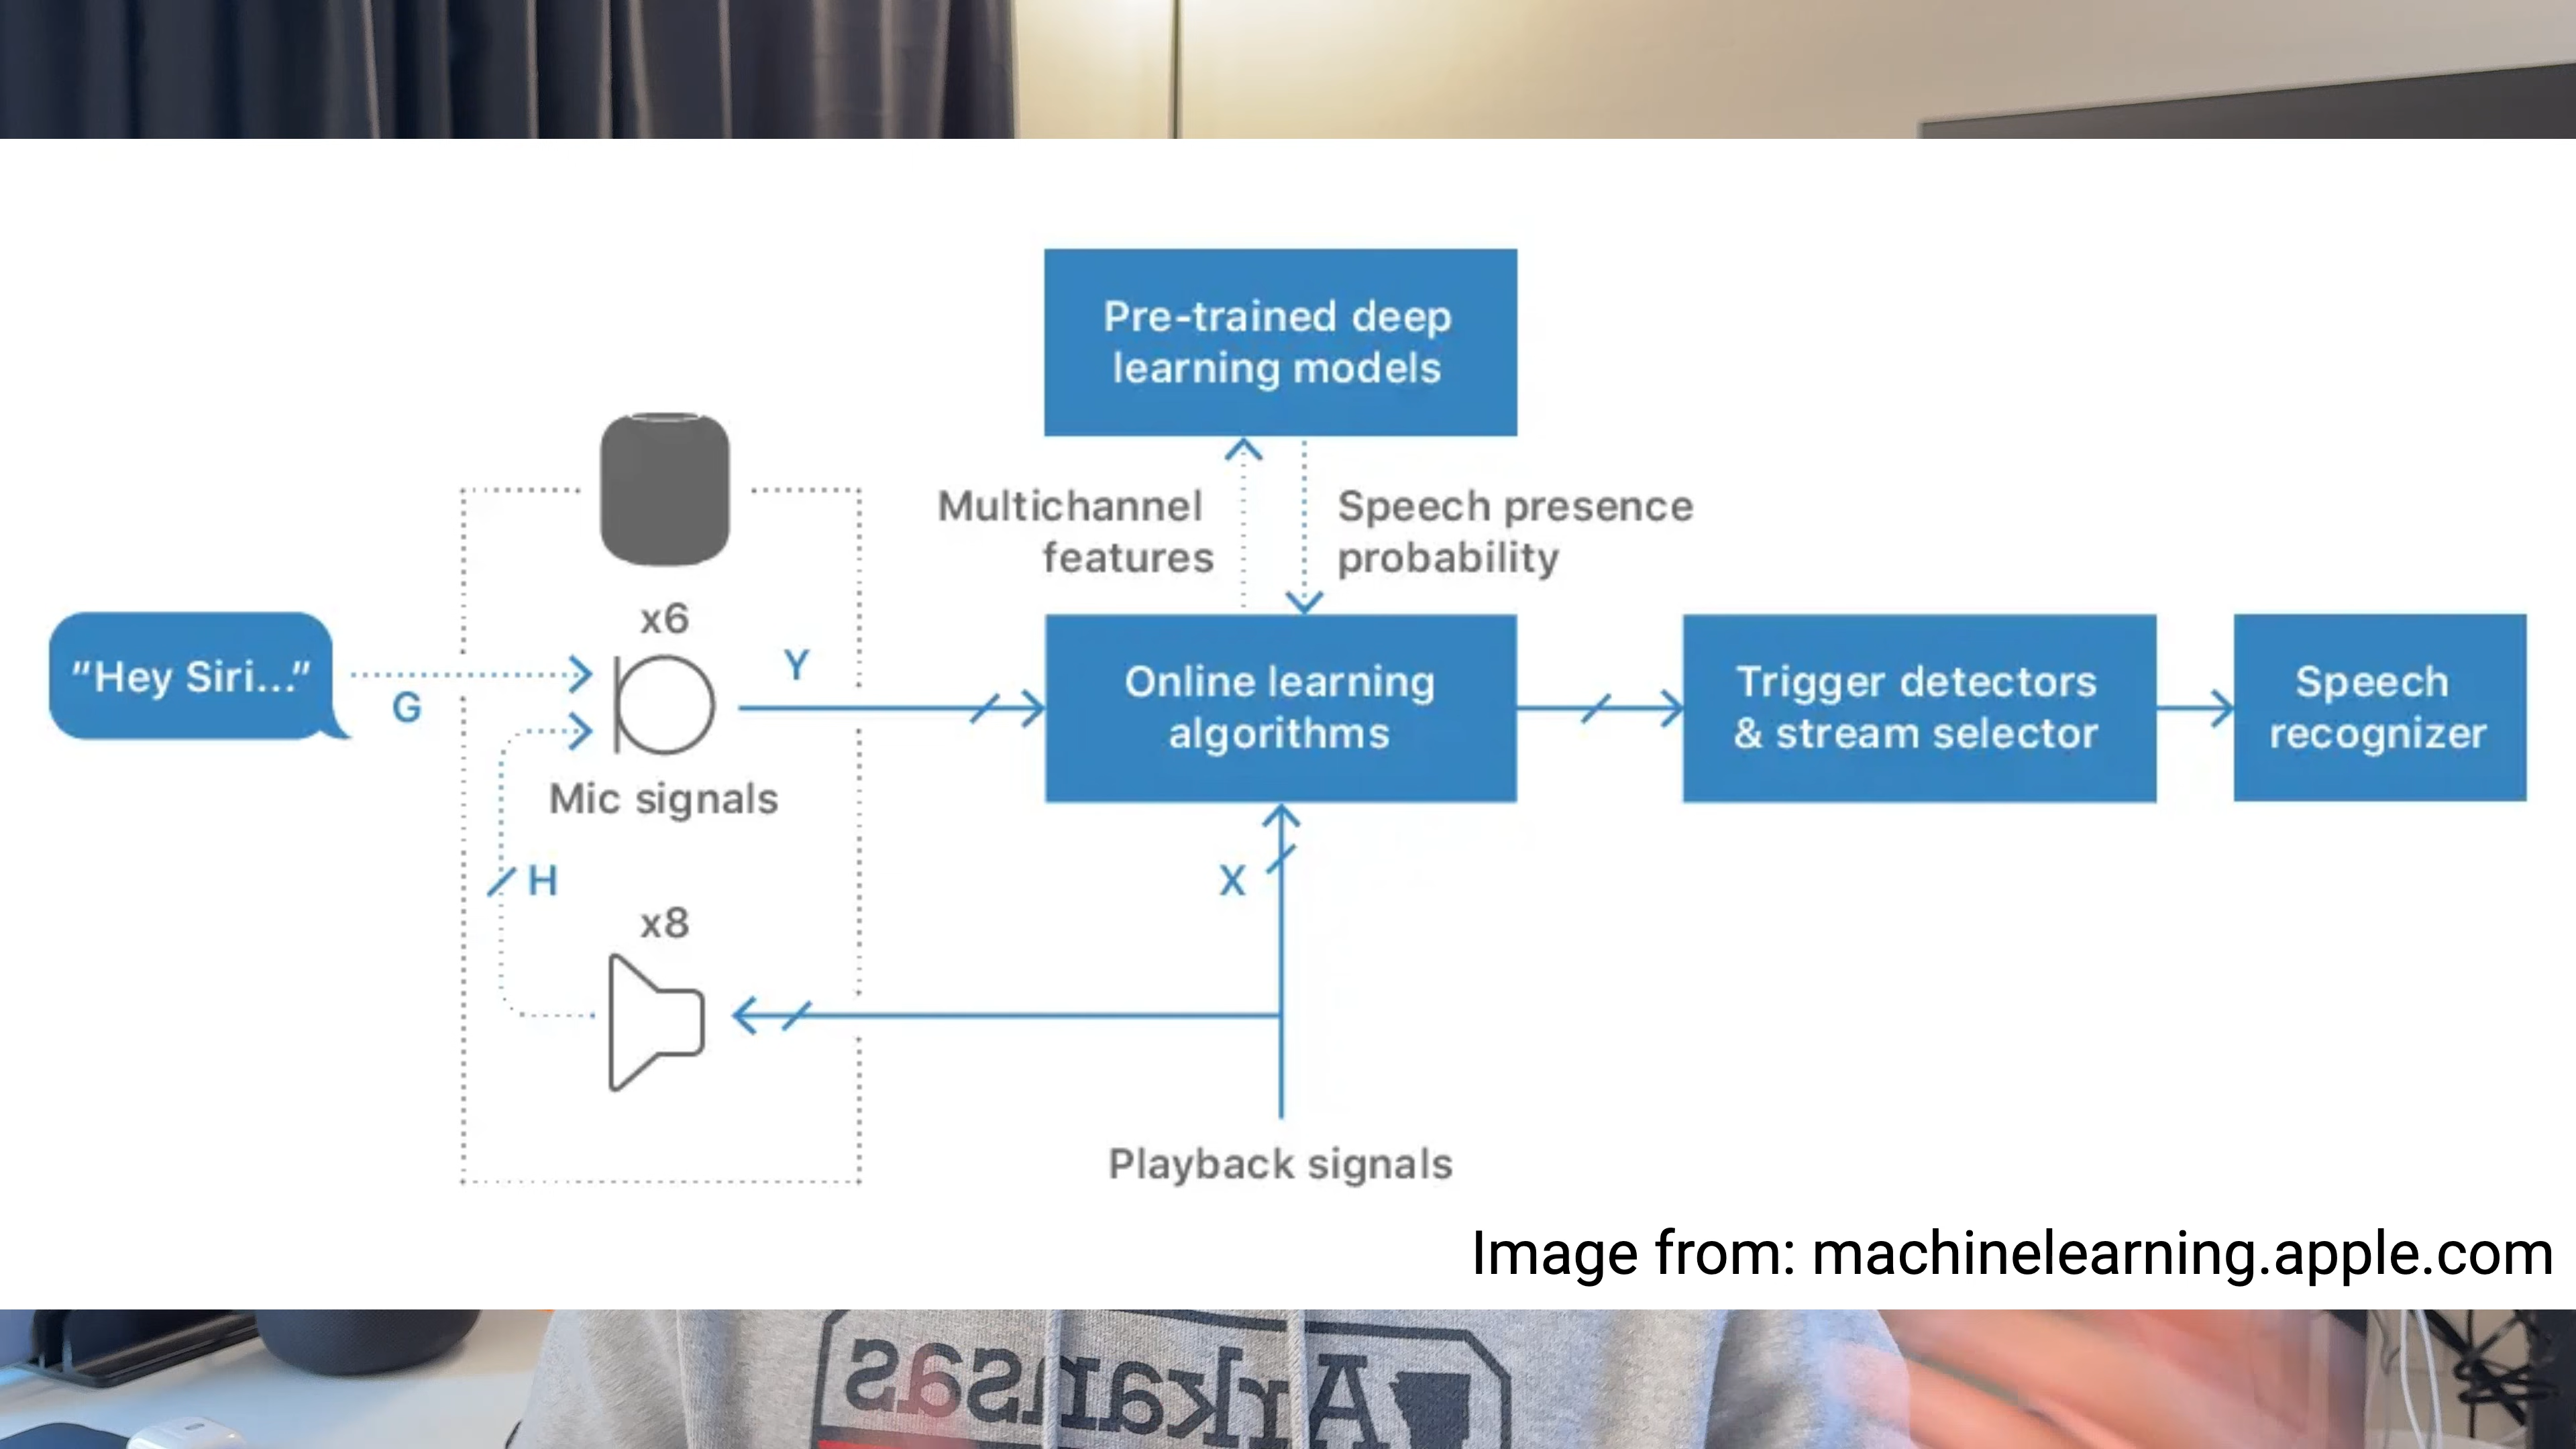 Pre-trained deep
learning models
Multichannel
features
Speech presence
probability
x6
"Hey Siri..."
G
Y
Mic signals
Online learning
algorithms
Trigger detectors
& stream selector
Speech
recognizer
H
X
x8
Playback signals
Image from: machinelearning.apple.com
Arkansas